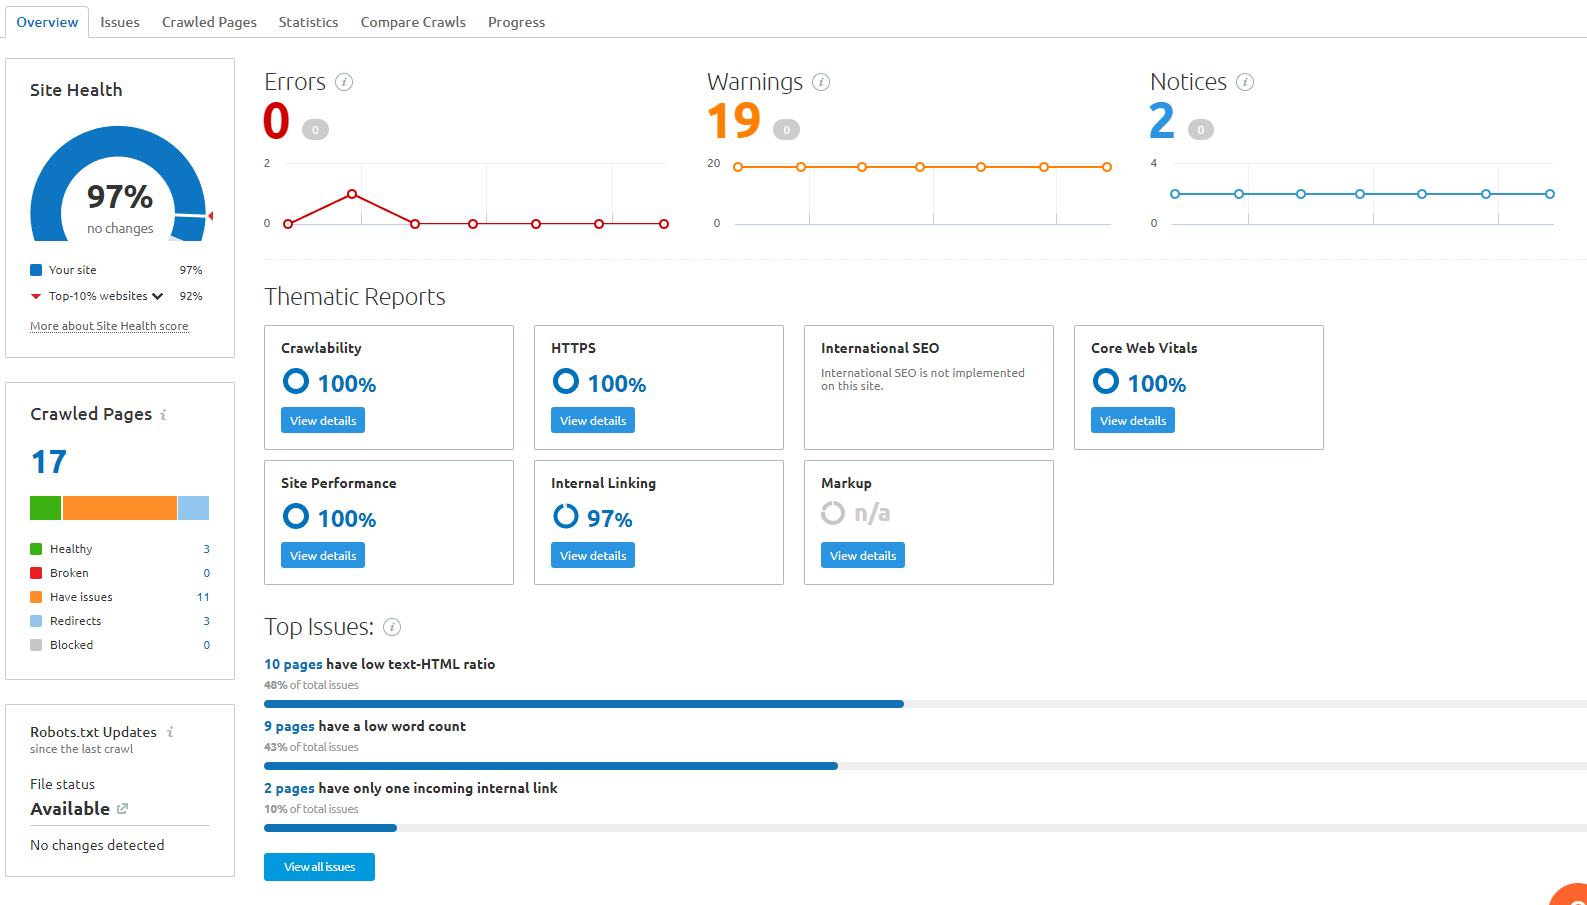 Overview Issues Crawled Pages Statistics Compare Crawls Progress
Site Health
97%
no changes
Your site 97%
Top-10% websites 92%
More about Site Health score
Crawled Pages i
17
Healthy 3
Broken 0
Have issues 11
Redirects 3
Blocked 0
Robots.txt Updates i
since the last crawl
File status
Available
No changes detected
Errors i
0 0
2
0
Warnings i
19 0
20
0
Notices i
2 0
4
0
Thematic Reports
Crawlability
100%
View details
HTTPS
100%
View details
International SEO
International SEO is not implemented
on this site.
Core Web Vitals
100%
View details
Site Performance
100%
View details
Internal Linking
97%
View details
Markup
n/a
View details
Top Issues: i
10 pages have low text-HTML ratio
48% of total issues
9 pages have a low word count
43% of total issues
2 pages have only one incoming internal link
10% of total issues
View all issues